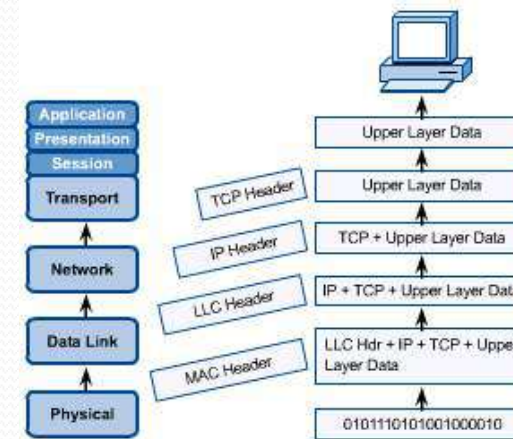 Application
Presentation
Session
Transport
Network
Data Link
Physical
TCP Header
IP Header
LLC Header
MAC Header
Upper Layer Data
Upper Layer Data
TCP + Upper Layer Data
IP + TCP + Upper Layer Dat
LLC Hdr + IP + TCP + Uppe
Layer Data
0101110101001000010